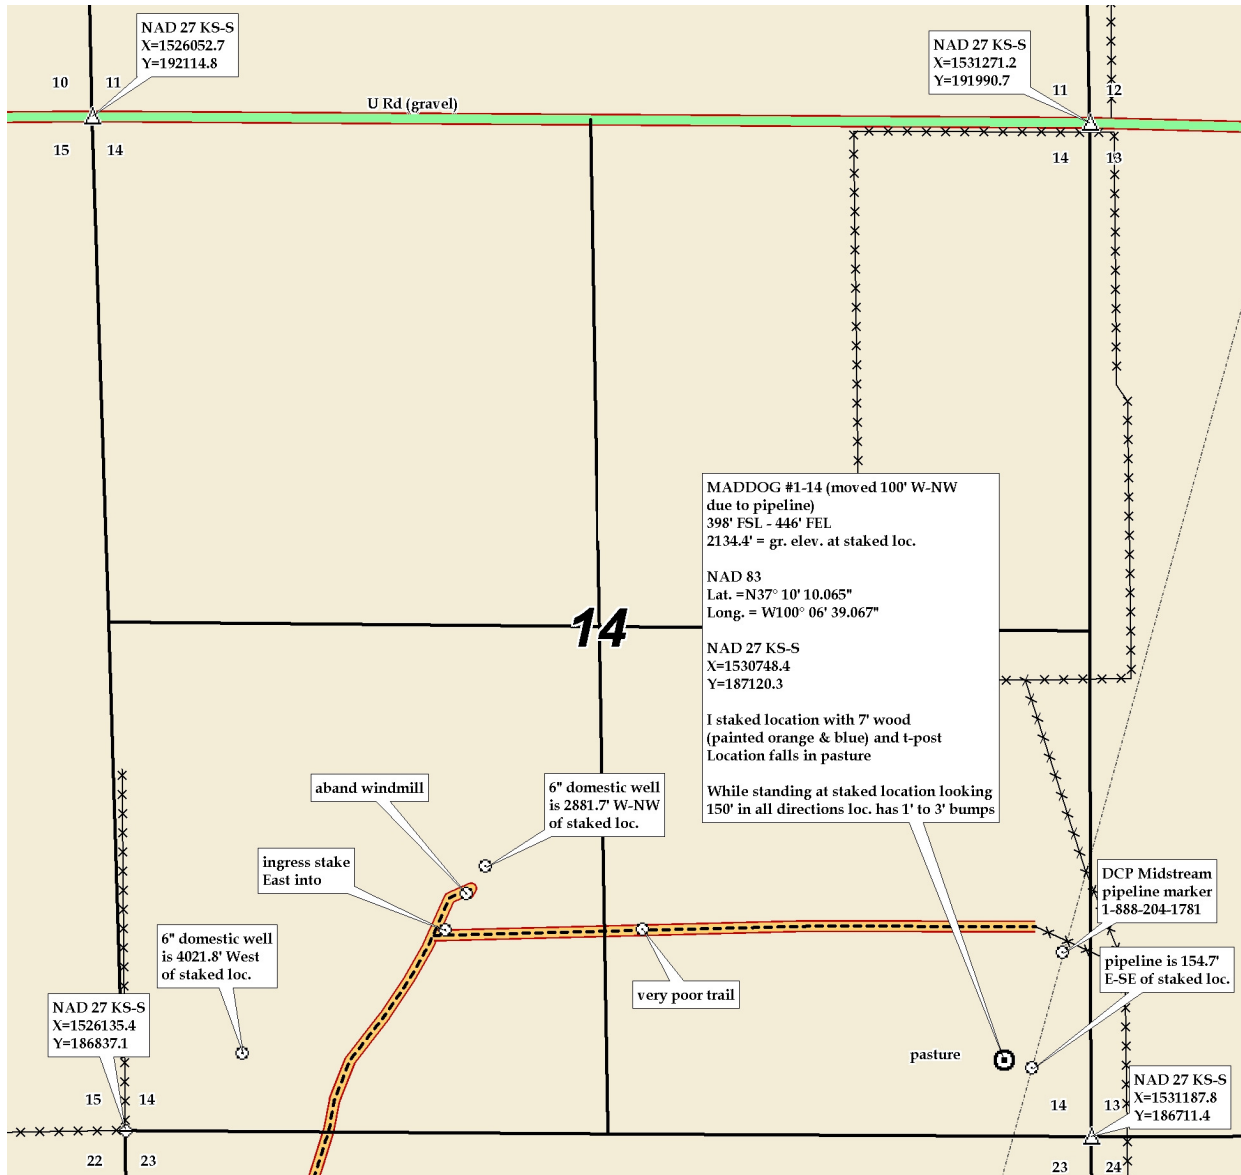 NAD 27 KS-S
X=1526052.7
Y=192114.8
NAD 27 KS-S
X=1531271.2
Y=191990.7
10 11
11 12
U Rd (gravel)
15 14
14 13
MADDOG #1-14 (moved 100' W-NW
due to pipeline)
398' FSL - 446' FEL
2134.4' = gr. elev. at staked loc.
NAD 83
Lat. =N37° 10' 10.065"
Long. = W100° 06' 39.067"
NAD 27 KS-S
X=1530748.4
Y=187120.3
I staked location with 7' wood
(painted orange & blue) and t-post
Location falls in pasture
While standing at staked location looking
150' in all directions loc. has 1' to 3' bumps
14
aband windmill
6" domestic well
is 2881.7' W-NW
of staked loc.
ingress stake
East into
DCP Midstream
pipeline marker
1-888-204-1781
6" domestic well
is 4021.8' West
of staked loc.
pipeline is 154.7'
E-SE of staked loc.
very poor trail
NAD 27 KS-S
X=1526135.4
Y=186837.1
pasture
NAD 27 KS-S
X=1531187.8
Y=186711.4
15 14
14 13
22 23
23 24